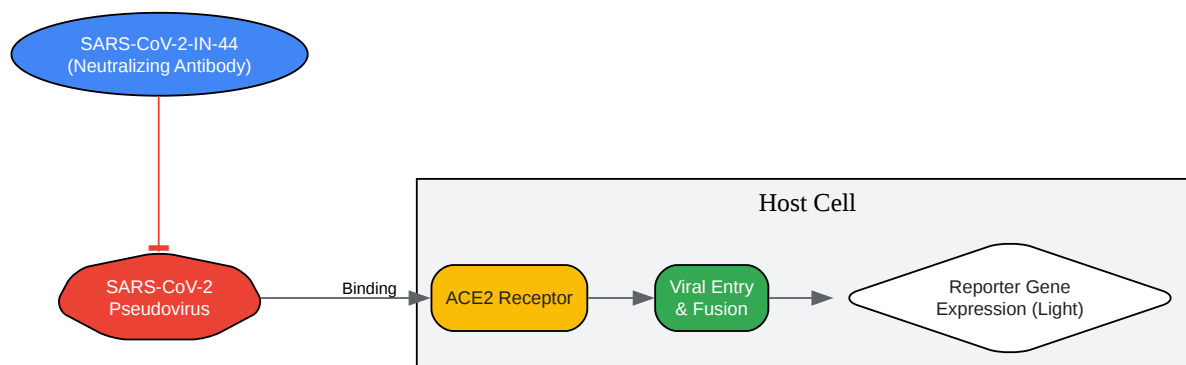 SARS-CoV-2-IN-44
(Neutralizing Antibody)
Host Cell
SARS-CoV-2
Pseudovirus
Binding
ACE2 Receptor
Viral Entry
& Fusion
Reporter Gene
Expression (Light)